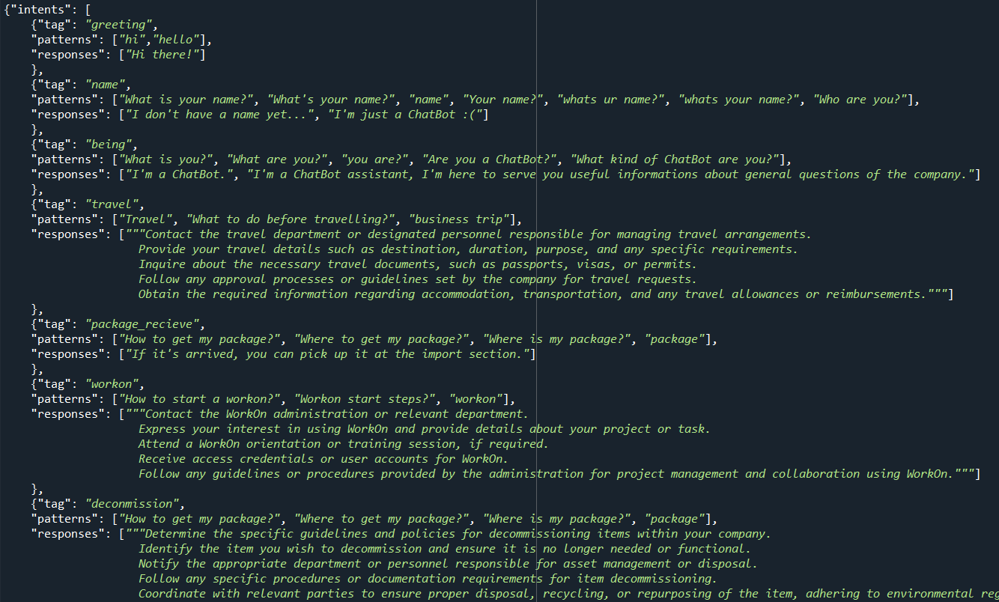 {"intents": [
    {"tag": "greeting",
    "patterns": ["hi","hello"],
    "responses": ["Hi there!"]
    },
    {"tag": "name",
    "patterns": ["What is your name?", "What's your name?", "name", "Your name?", "whats ur name?", "whats your name?", "Who are you?"],
    "responses": ["I don't have a name yet...", "I'm just a ChatBot :("]
    },
    {"tag": "being",
    "patterns": ["What is you?", "What are you?", "you are?", "Are you a ChatBot?", "What kind of ChatBot are you?"],
    "responses": ["I'm a ChatBot.", "I'm a ChatBot assistant, I'm here to serve you useful informations about general questions of the company."]
    },
    {"tag": "travel",
    "patterns": ["Travel", "What to do before travelling?", "business trip"],
    "responses": ["""Contact the travel department or designated personnel responsible for managing travel arrangements.
                    Provide your travel details such as destination, duration, purpose, and any specific requirements.
                    Inquire about the necessary travel documents, such as passports, visas, or permits.
                    Follow any approval processes or guidelines set by the company for travel requests.
                    Obtain the required information regarding accommodation, transportation, and any travel allowances or reimbursements."""]
    },
    {"tag": "package_recieve",
    "patterns": ["How to get my package?", "Where to get my package?", "Where is my package?", "package"],
    "responses": ["If it's arrived, you can pick up it at the import section."]
    },
    {"tag": "workon",
    "patterns": ["How to start a workon?", "Workon start steps?", "workon"],
    "responses": ["""Contact the WorkOn administration or relevant department.
                    Express your interest in using WorkOn and provide details about your project or task.
                    Attend a WorkOn orientation or training session, if required.
                    Receive access credentials or user accounts for WorkOn.
                    Follow any guidelines or procedures provided by the administration for project management and collaboration using WorkOn."""]
    },
    {"tag": "deconmission",
    "patterns": ["How to get my package?", "Where to get my package?", "Where is my package?", "package"],
    "responses": ["""Determine the specific guidelines and policies for decommissioning items within your company.
                    Identify the item you wish to decommission and ensure it is no longer needed or functional.
                    Notify the appropriate department or personnel responsible for asset management or disposal.
                    Follow any specific procedures or documentation requirements for item decommissioning.
                    Coordinate with relevant parties to ensure proper disposal, recycling, or repurposing of the item, adhering to environmental